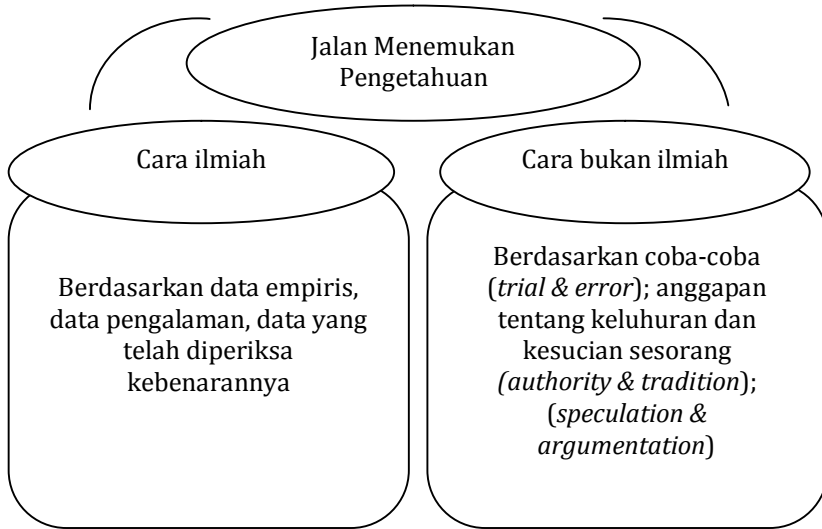 Jalan Menemukan
Pengetahuan
Cara ilmiah
Berdasarkan data empiris,
data pengalaman, data yang
telah diperiksa
kebenarannya
Cara bukan ilmiah
Berdasarkan coba-coba
(trial & error); anggapan
tentang keluhuran dan
kesucian sesorang
(authority & tradition);
(speculation &
argumentation)